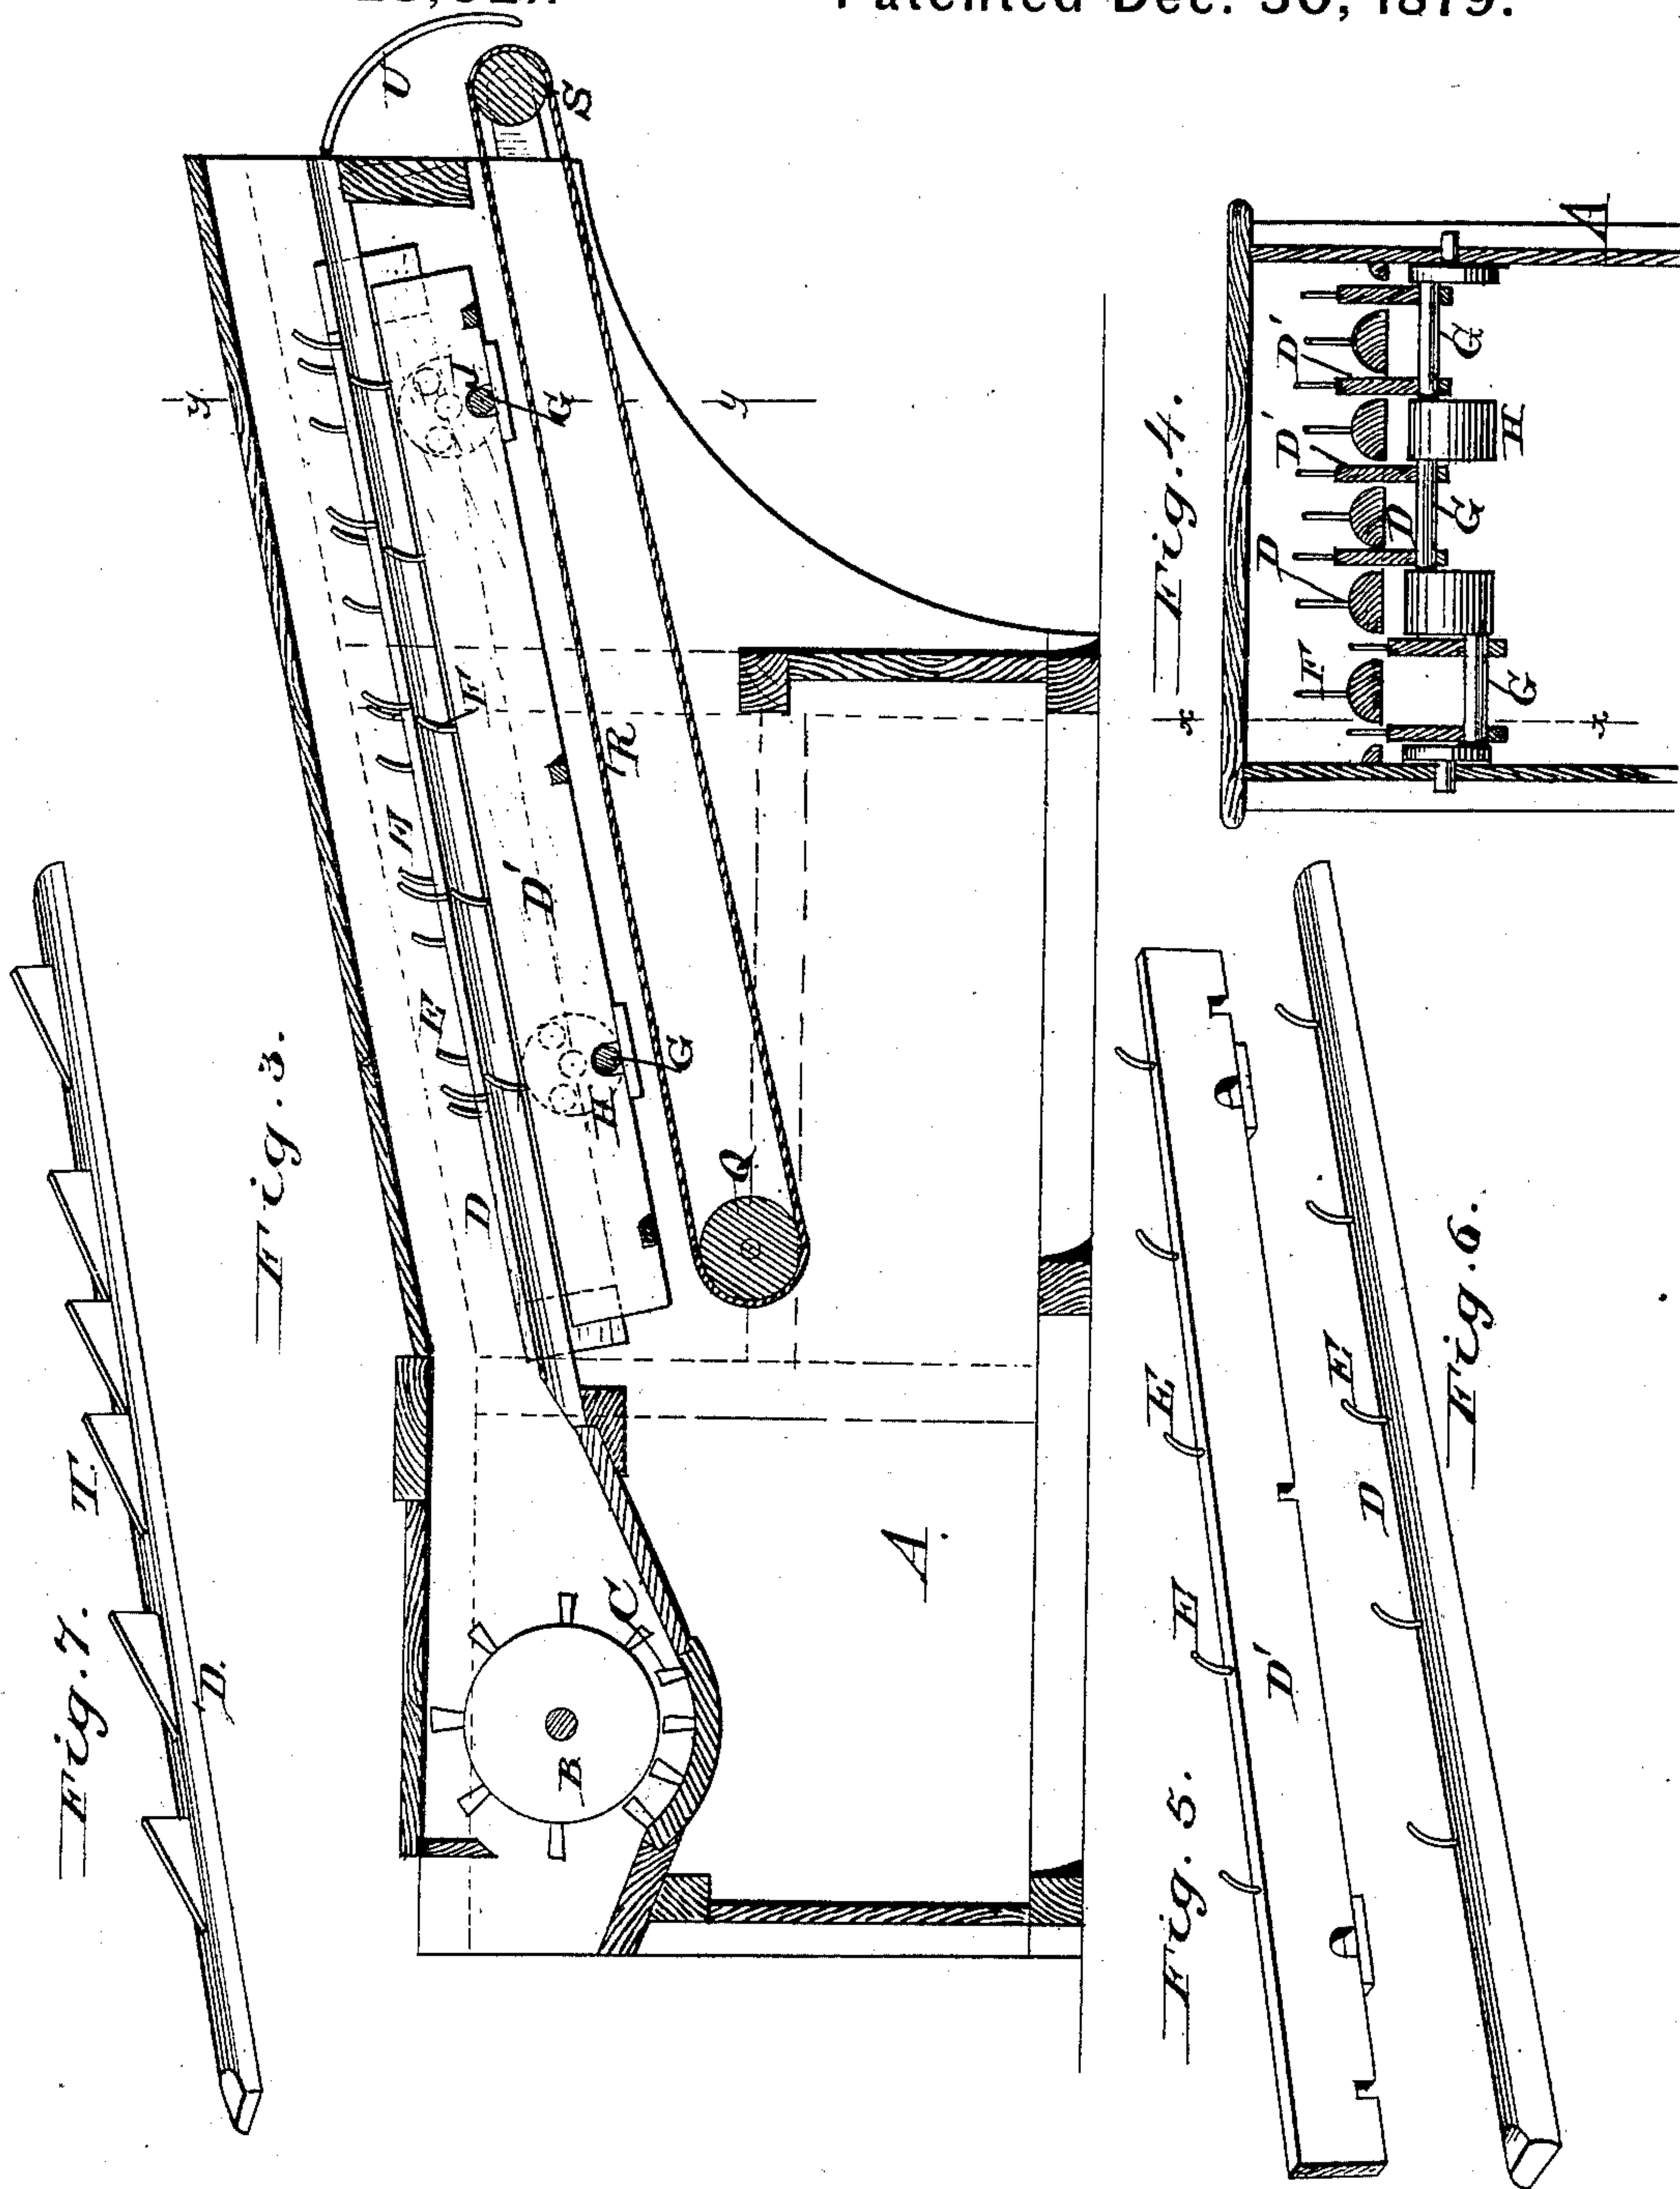 Patented Dec. 30, 1879.
Fig. 7.
T.
D.
Fig. 3.
U
S
y
J
G
y
E
E
F
D'
R
E
D
H
G
Q
C
B
A.
Fig. 4.
A
D'
D'
D
D
F
G
G
H
G
x
x
Fig. 5.
E
E
D'
Fig. 6.
E
D